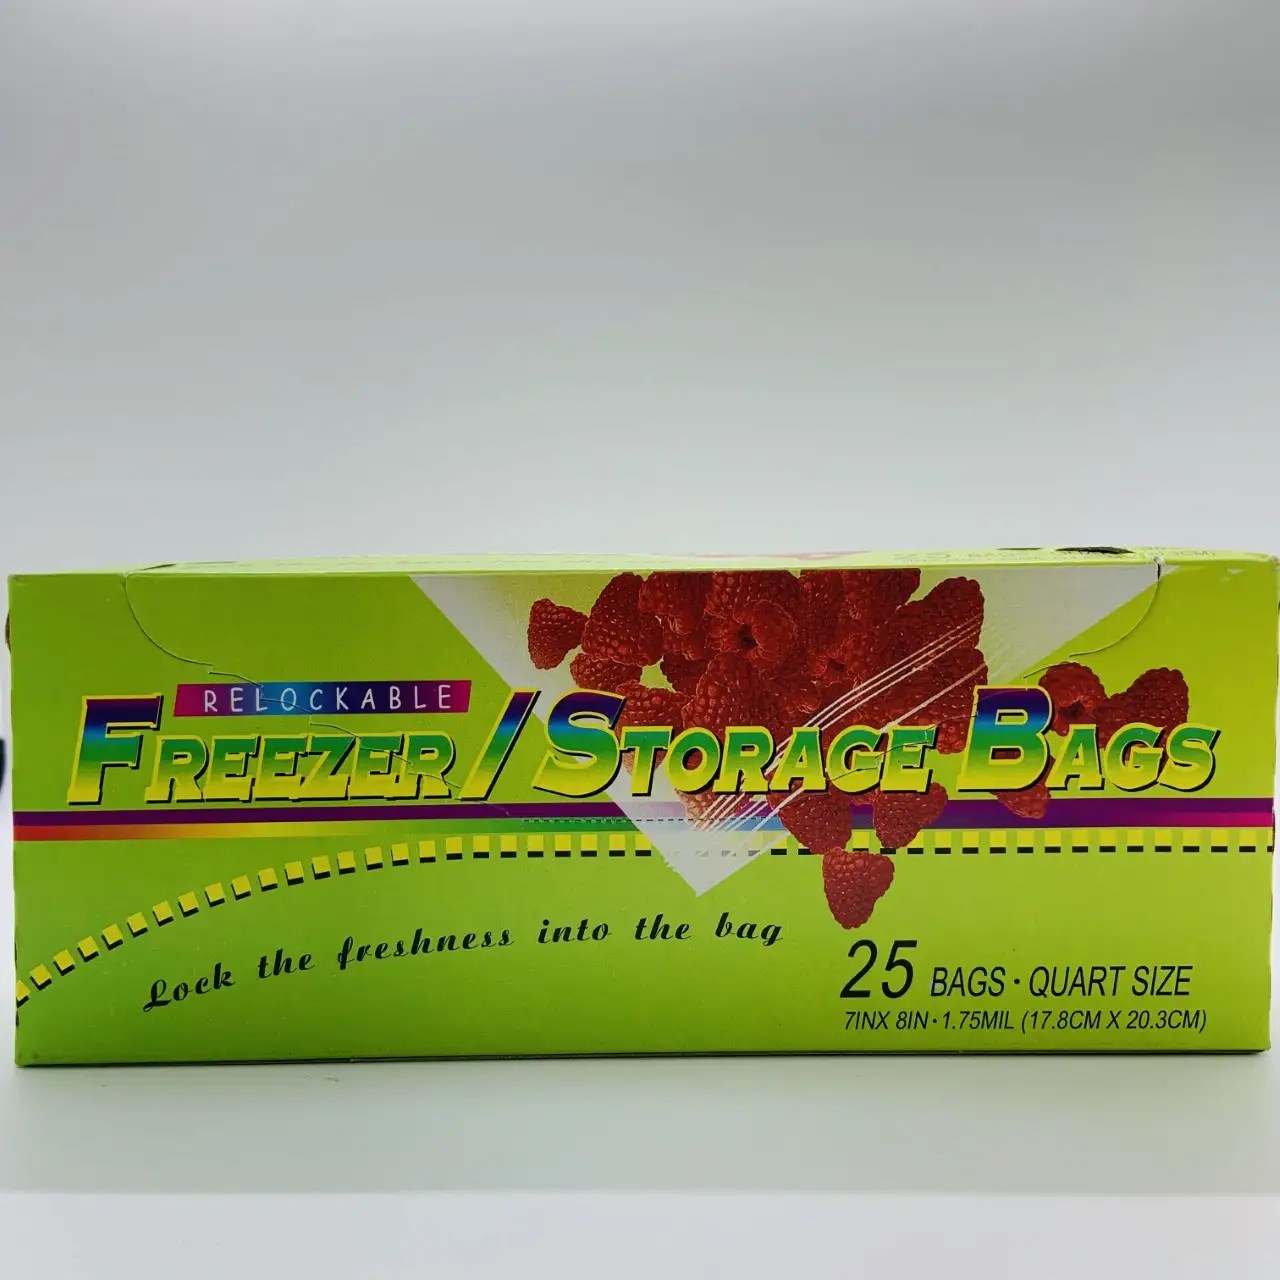 RELOCKABLE
FREEZER/STORAGE BAGS
Lock the freshness into the bag
25 BAGS · QUART SIZE
7INX 8IN · 1.75MIL (17.8CM X 20.3CM)